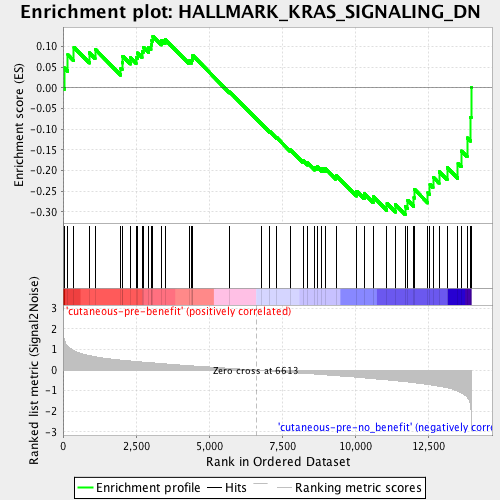 Enrichment plot: HALLMARK_KRAS_SIGNALING_DN
Enrichment score (ES)
0.10
0.05
0.00
-0.05
-0.10
-0.15
-0.20
-0.25
-0.30
'cutaneous-pre-benefit' (positively correlated)
Ranked list metric (Signal2Noise)
3
2
1
0
-1
-2
-3
Zero cross at 6613
'cutaneous-pre-no_benefit' (negatively corre
0
2,500
5,000
7,500
10,000
12,500
Rank in Ordered Dataset
Enrichment profile
Hits
Ranking metric scores